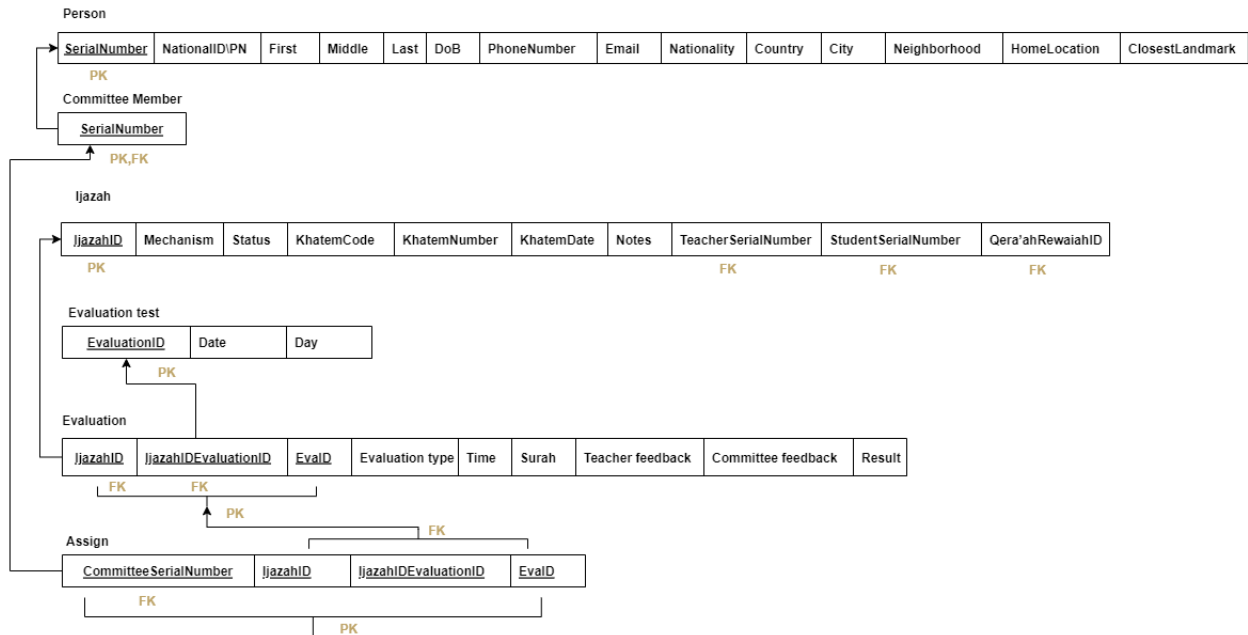 Person
SerialNumber NationalID\PN First Middle Last DoB PhoneNumber Email Nationality Country City Neighborhood HomeLocation ClosestLandmark
PK
Committee Member
SerialNumber
PK,FK
Ijazah
IjazahID Mechanism Status KhatemCode KhatemNumber KhatemDate Notes TeacherSerialNumber StudentSerialNumber Qera'ahRewaiahID
PK FK FK FK
Evaluation test
EvaluationID Date Day
PK
Evaluation
IjazahID IjazahIDEvaluationID EvalD Evaluation type Time Surah Teacher feedback Committee feedback Result
FK FK
PK
FK
Assign
CommitteeSerialNumber IjazahID IjazahIDEvaluationID EvalD
FK
PK